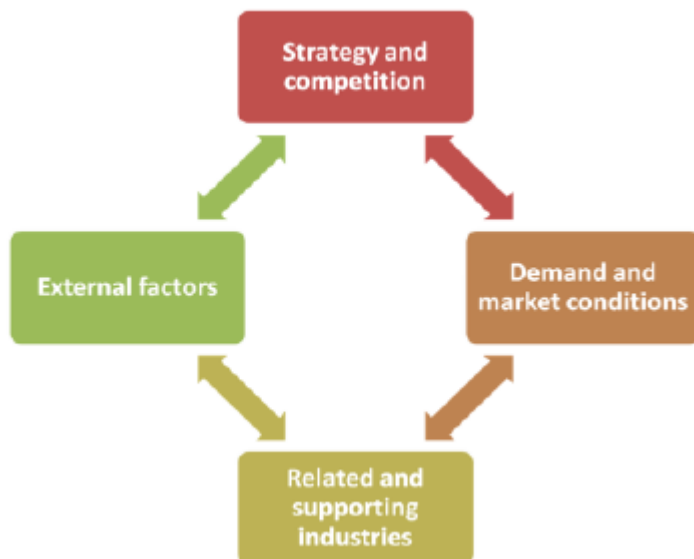 Strategy and
competition
External factors
Demand and
market conditions
Related and
supporting
industries